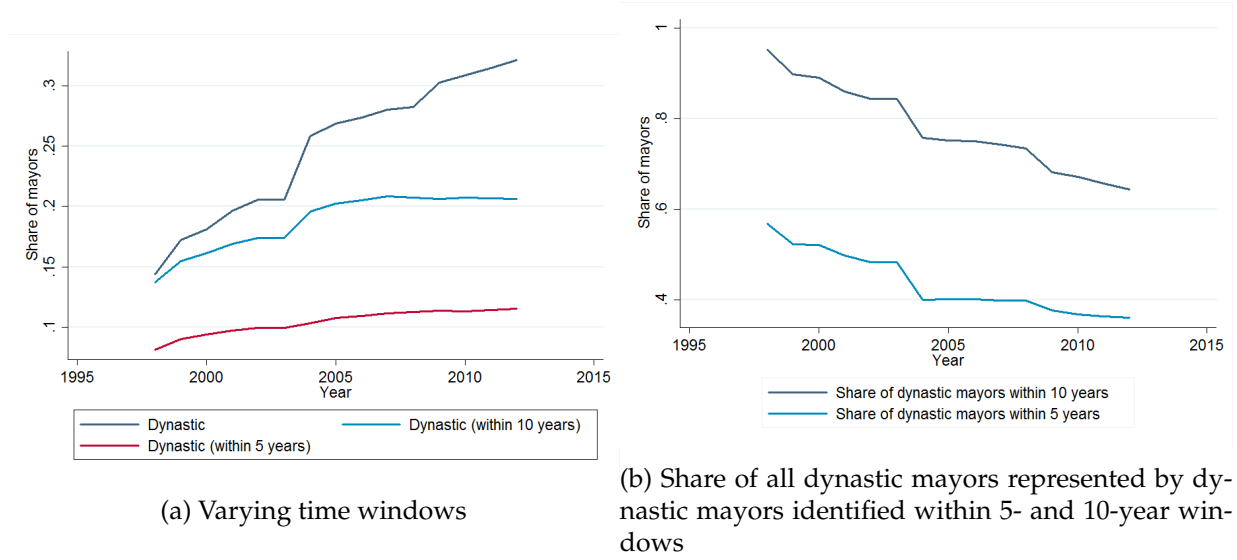 Share of mayors
.3
.25
.2
.15
.1
1995
2000
2005
2010
2015
Year
Dynastic
Dynastic (within 10 years)
Dynastic (within 5 years)
(a) Varying time windows
Share of mayors
1
.8
.6
.4
1995
2000
2005
2010
2015
Year
Share of dynastic mayors within 10 years
Share of dynastic mayors within 5 years
(b) Share of all dynastic mayors represented by dy-
nastic mayors identified within 5- and 10-year win-
dows